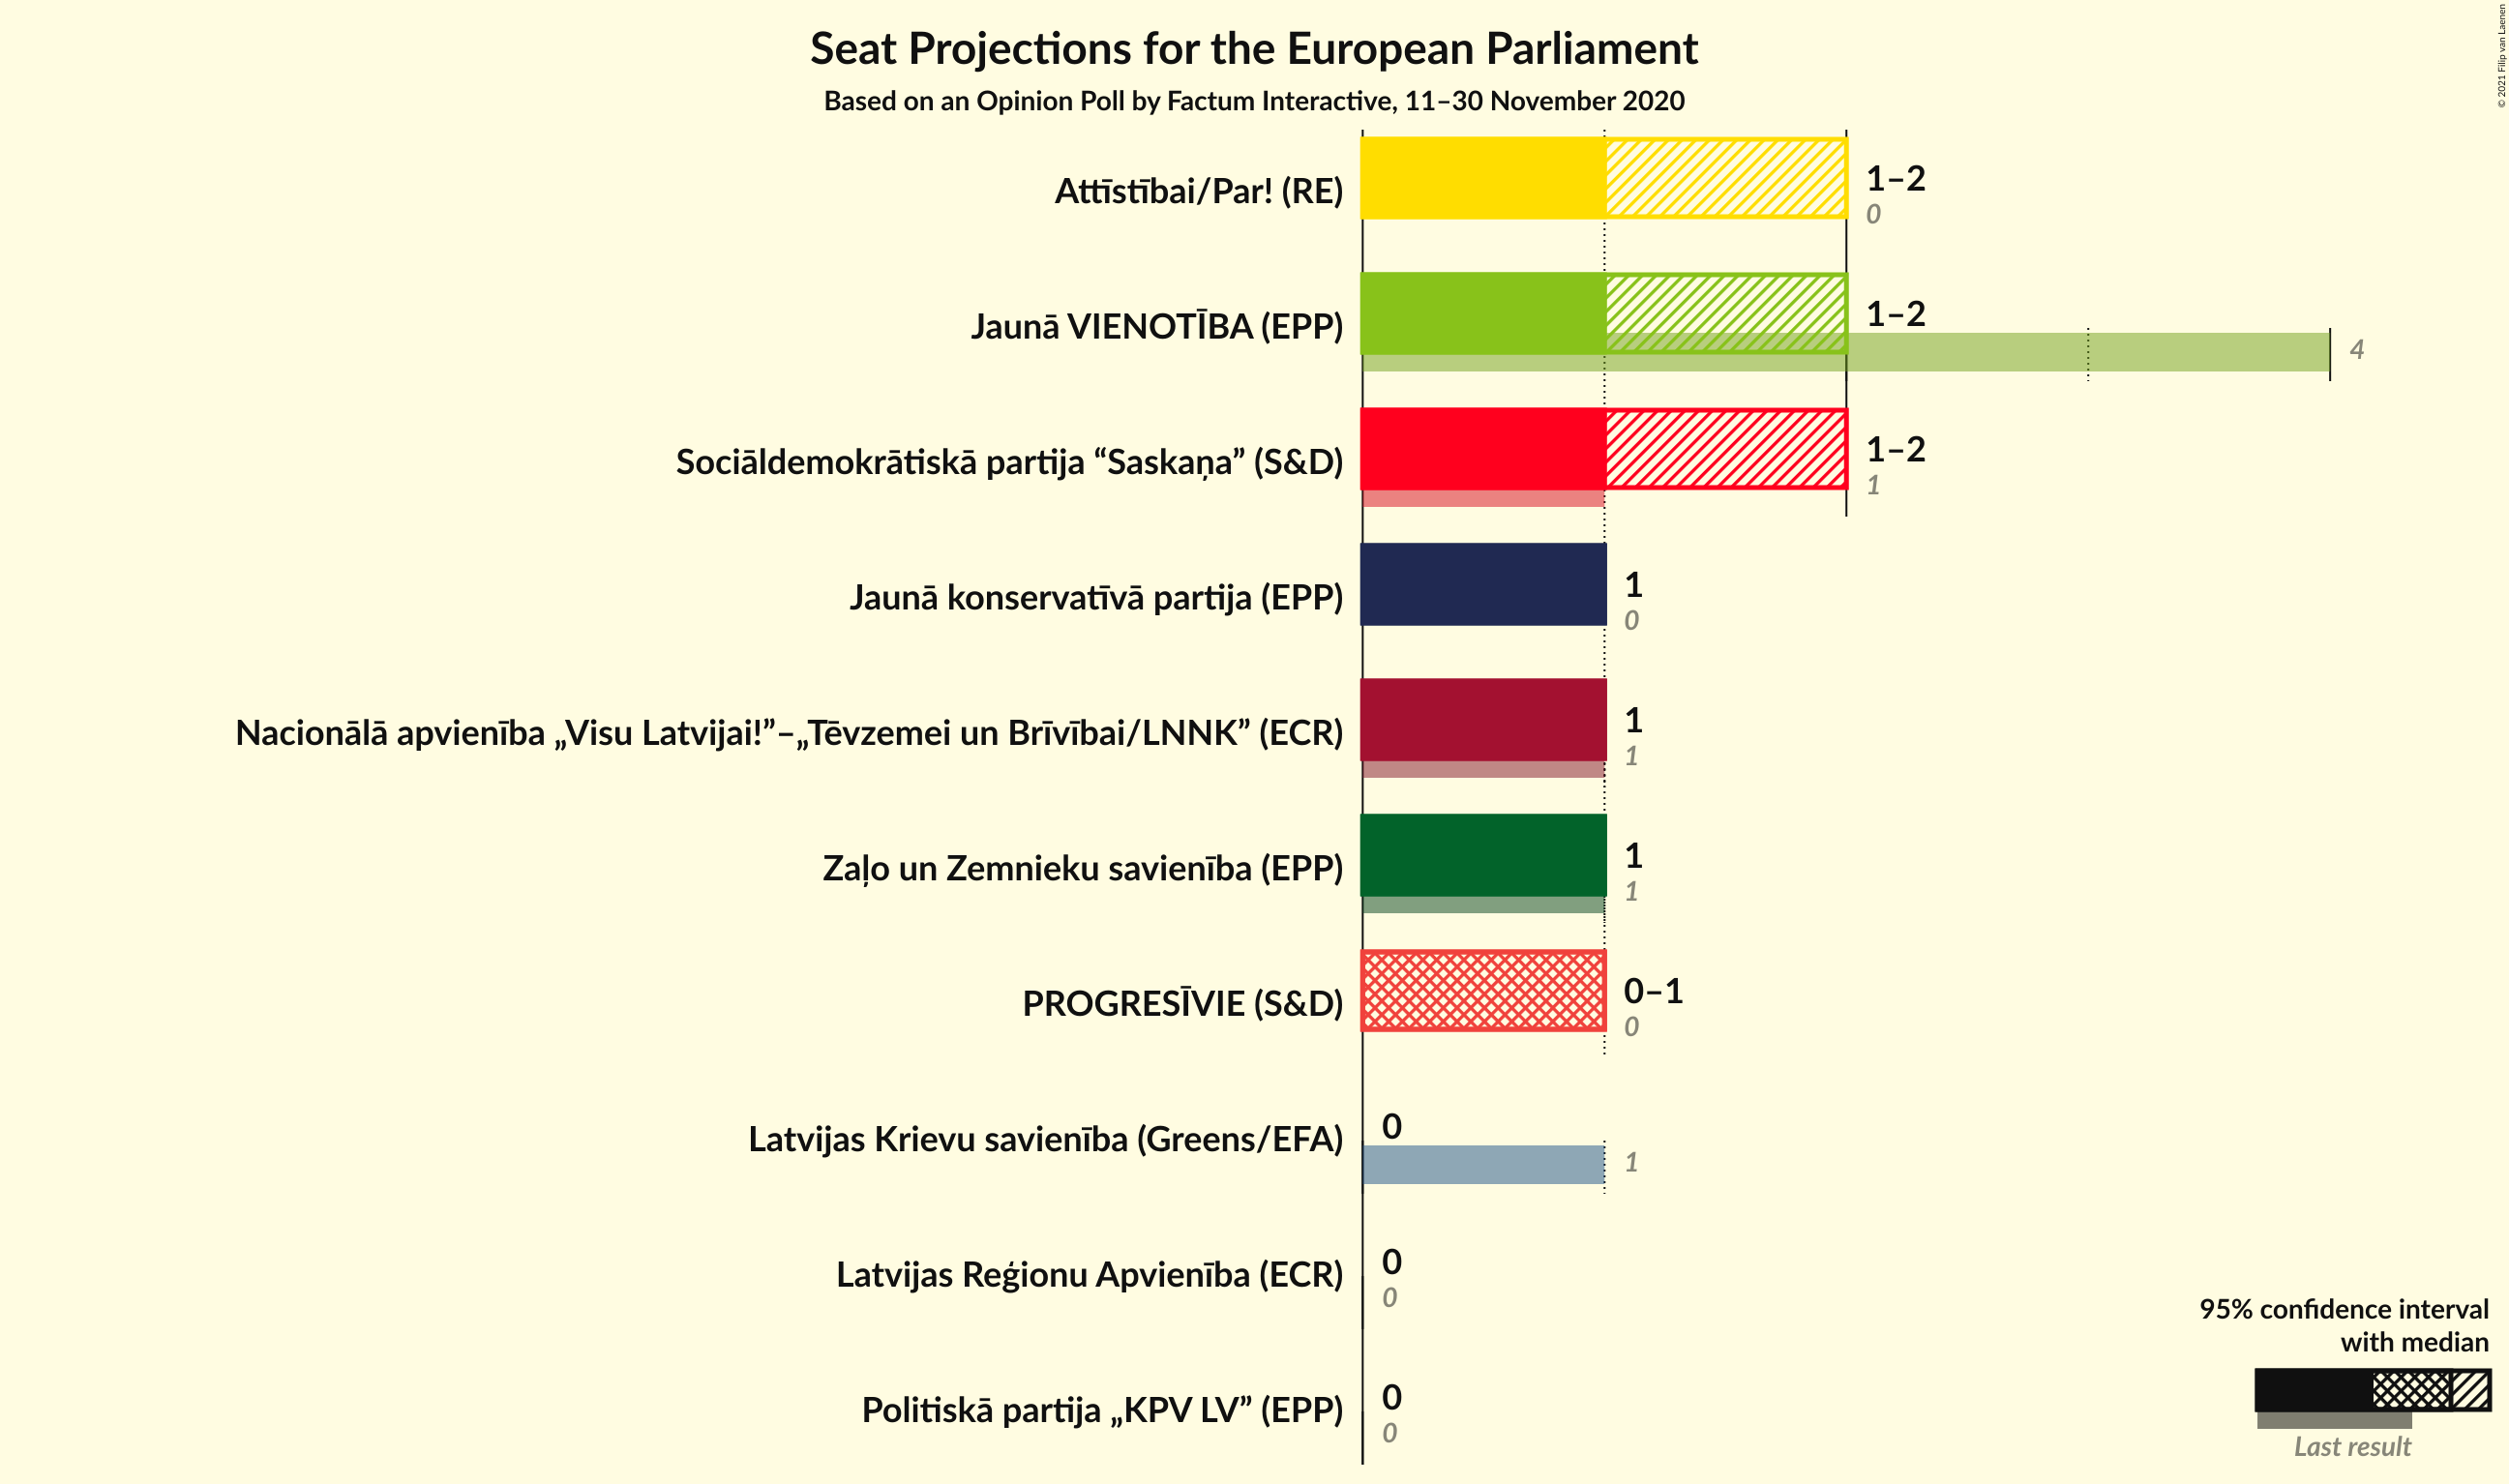 Seat Projections for the European Parliament
Based on an Opinion Poll by Factum Interactive, 11–30 November 2020
© 2021 Filip van Laenen
Attīstībai/Par! (RE)
1–2
0
Jaunā VIENOTĪBA (EPP)
1–2
4
Sociāldemokrātiskā partija “Saskaņa” (S&D)
1–2
1
Jaunā konservatīvā partija (EPP)
1
0
Nacionālā apvienība „Visu Latvijai!”–„Tēvzemei un Brīvībai/LNNK” (ECR)
1
1
Zaļo un Zemnieku savienība (EPP)
1
1
PROGRESĪVIE (S&D)
0–1
0
Latvijas Krievu savienība (Greens/EFA)
0
1
Latvijas Reģionu Apvienība (ECR)
0
0
Politiskā partija „KPV LV” (EPP)
0
0
95% confidence interval
with median
Last result